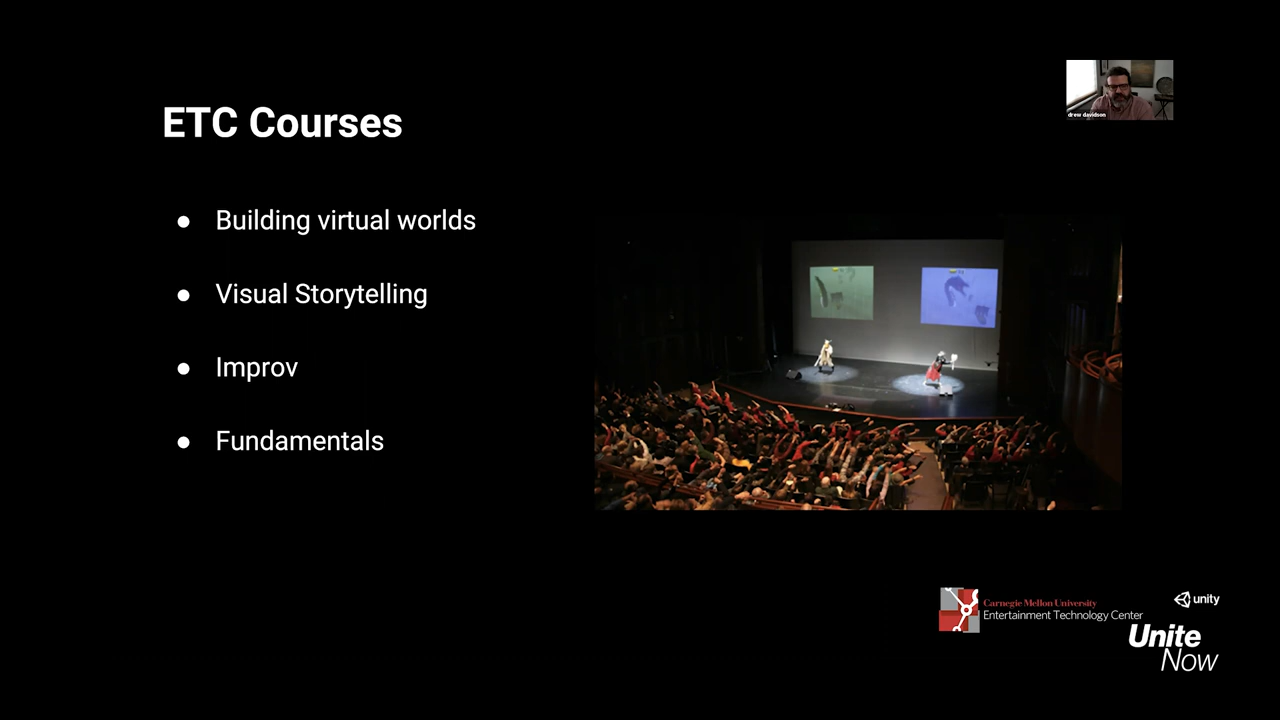 ETC Courses
drew davidson
● Building virtual worlds
● Visual Storytelling
● Improv
● Fundamentals
Carnegie Mellon University
Entertainment Technology Center
unity
Unite
Now